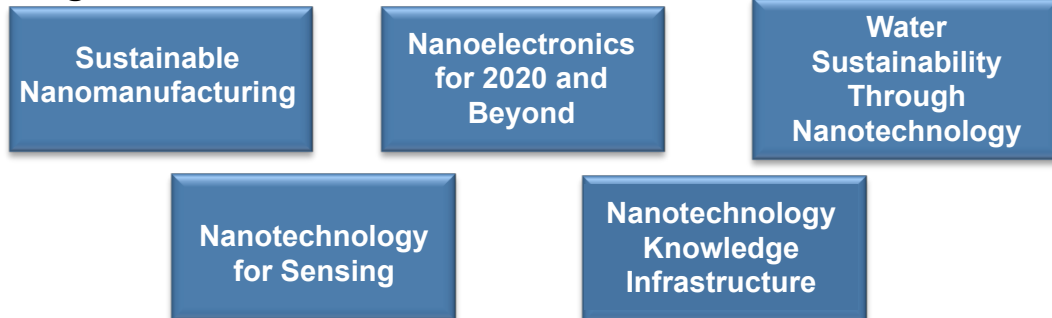 Sustainable
Nanomanufacturing
Nanoelectronics
for 2020 and
Beyond
Water
Sustainability
Through
Nanotechnology
Nanotechnology
for Sensing
Nanotechnology
Knowledge
Infrastructure